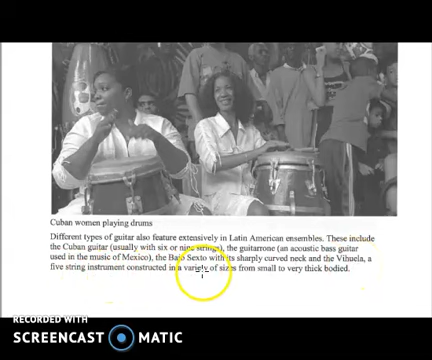 Cuban women playing drums
Different types of guitar also feature extensively in Latin American ensembles. These include
the Cuban guitar (usually with six or nine strings), the guitarrone (an acoustic bass guitar
used in the music of Mexico), the Bajo Sexto with its sharply curved neck and the Vihuela, a
five string instrument constructed in a variety of sizes from small to very thick bodied.
RECORDED WITH
SCREENCAST MATIC